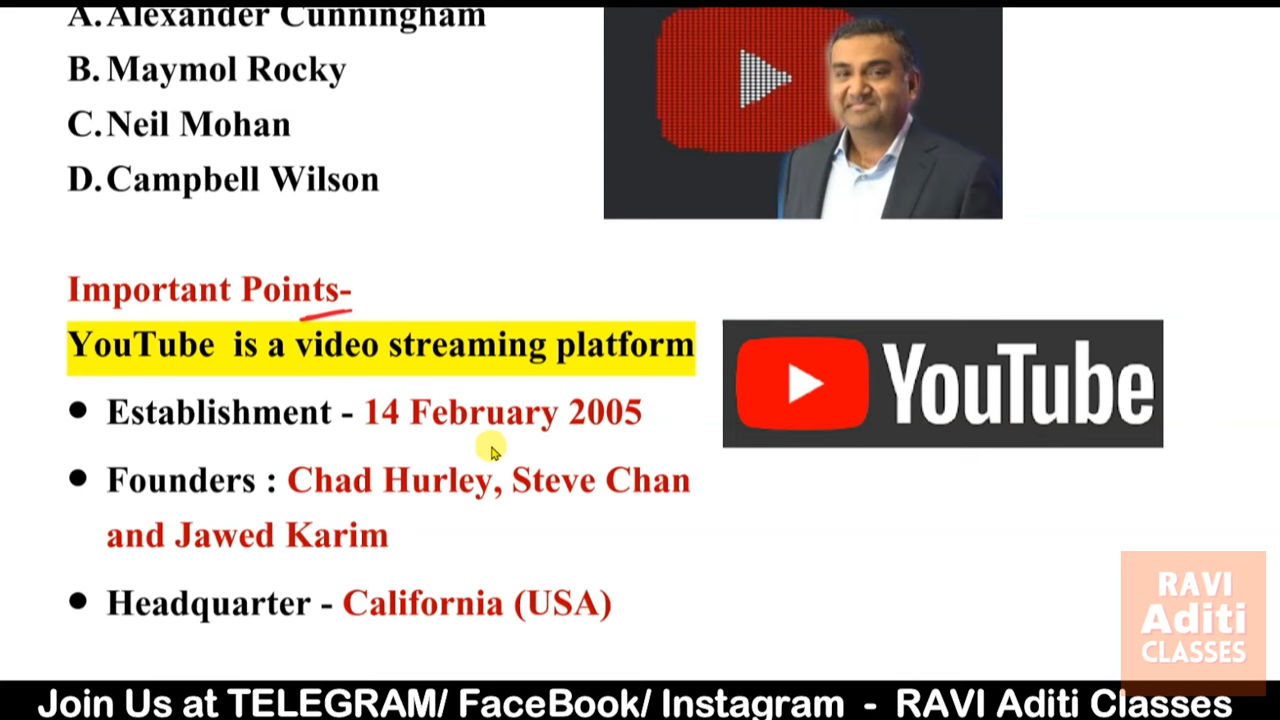 A. Alexander Cunningham
B. Maymol Rocky
C. Neil Mohan
D. Campbell Wilson
Important Points-
YouTube is a video streaming platform
YouTube
● Establishment - 14 February 2005
● Founders : Chad Hurley, Steve Chan
and Jawed Karim
● Headquarter - California (USA)
RAVI
Aditi
CLASSES
Join Us at TELEGRAM/ FaceBook/ Instagram - RAVI Aditi Classes